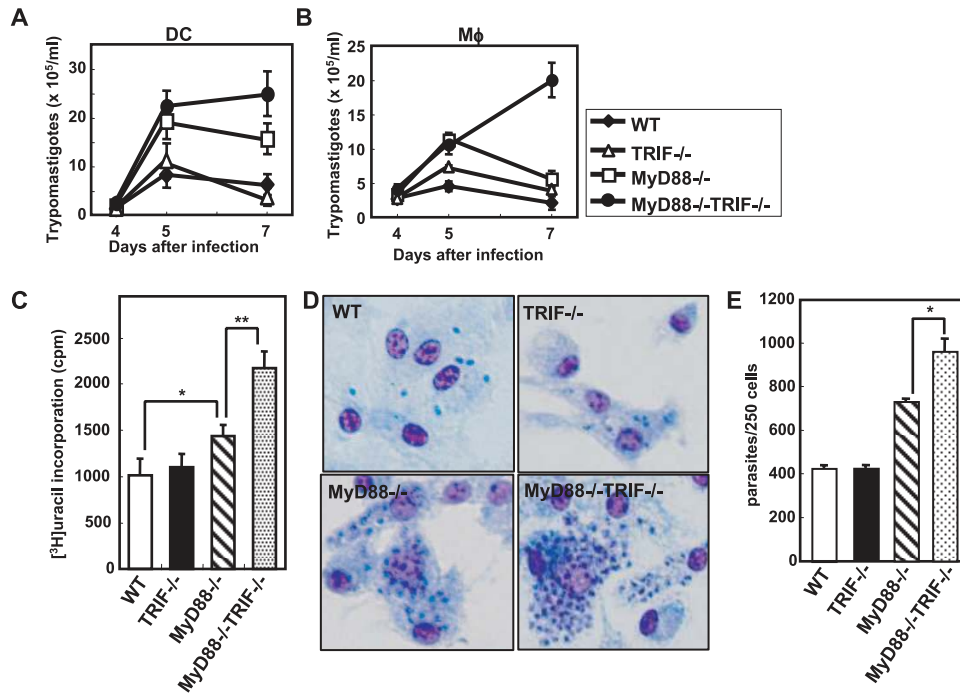 A
DC
Trypomastigotes (x 10⁵/ml)
30
20
10
0
4 5 7
Days after infection
B
Mϕ
Trypomastigotes (x 10⁵/ml)
25
20
15
10
5
0
4 5 7
Days after infection
WT
TRIF-/-
MyD88-/-
MyD88-/-TRIF-/-
C
[³H]uracil incorporation (cpm)
2500
2000
1500
1000
500
0
*
**
WT
TRIF-/-
MyD88-/-
MyD88-/-TRIF-/-
D
WT
TRIF-/-
MyD88-/-
MyD88-/-TRIF-/-
E
parasites/250 cells
1200
1000
800
600
400
200
0
*
WT
TRIF-/-
MyD88-/-
MyD88-/-TRIF-/-